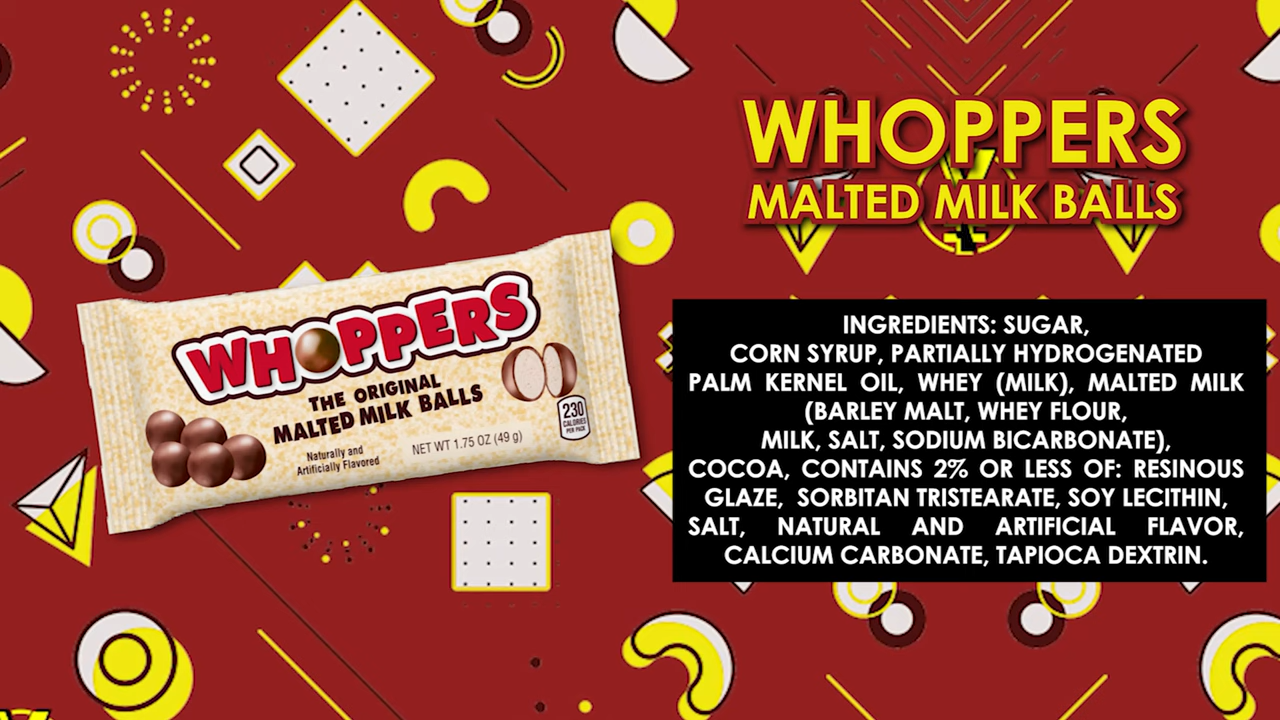 WHOPPERS
MALTED MILK BALLS
WHOPPERS
THE ORIGINAL
MALTED MILK BALLS
Naturally and
Artificially Flavored
NET WT 1.75 OZ (49 g)
230
CALORIES
PER PACK
INGREDIENTS: SUGAR,
CORN SYRUP, PARTIALLY HYDROGENATED
PALM KERNEL OIL, WHEY (MILK), MALTED MILK
(BARLEY MALT, WHEY FLOUR,
MILK, SALT, SODIUM BICARBONATE),
COCOA, CONTAINS 2% OR LESS OF: RESINOUS
GLAZE, SORBITAN TRISTEARATE, SOY LECITHIN,
SALT, NATURAL AND ARTIFICIAL FLAVOR,
CALCIUM CARBONATE, TAPIOCA DEXTRIN.